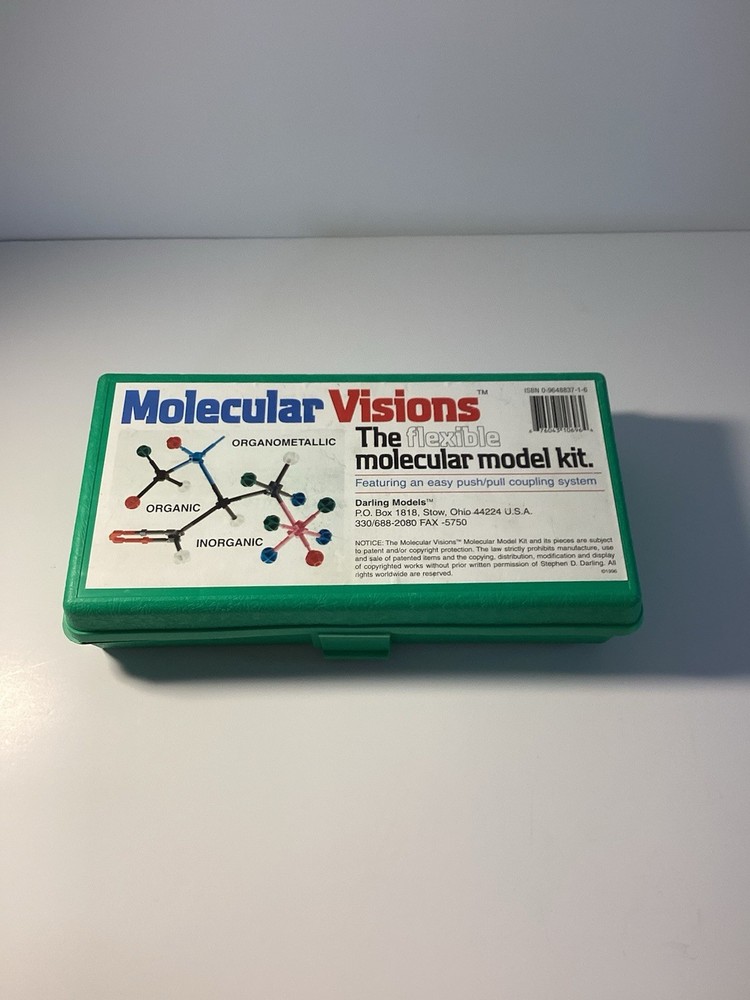 Molecular Visions™
ISBN 0-9648837-1-6
The flexible
molecular model kit.
Featuring an easy push/pull coupling system
ORGANOMETALLIC
ORGANIC
INORGANIC
Darling Models™
P.O. Box 1818, Stow, Ohio 44224 U.S.A.
330/688-2080 FAX -5750
NOTICE: The Molecular Visions™ Molecular Model Kit and its pieces are subject
to patent and/or copyright protection. The law strictly prohibits manufacture, use
and sale of patented items and the copying, distribution, modification and display
of copyrighted works without prior written permission of Stephen D. Darling. All
rights worldwide are reserved.
©1996